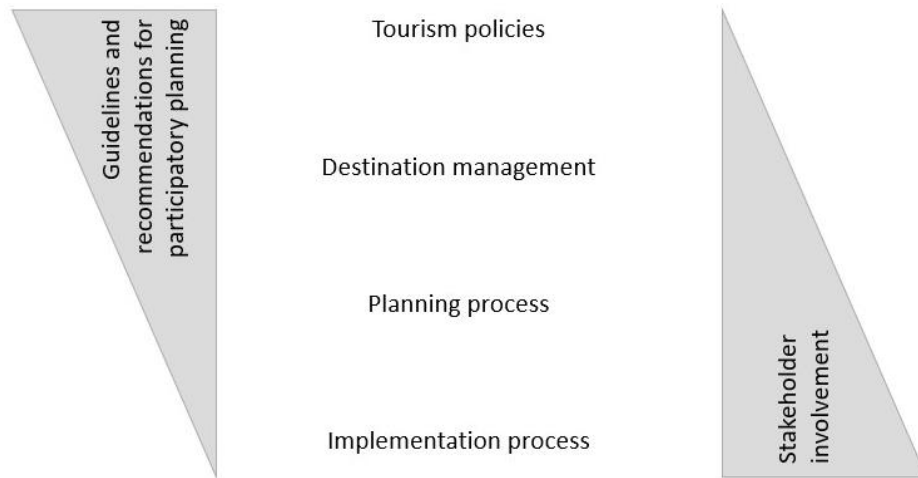 Guidelines and
recommendations for
participatory planning
Tourism policies
Destination management
Planning process
Implementation process
Stakeholder
involvement